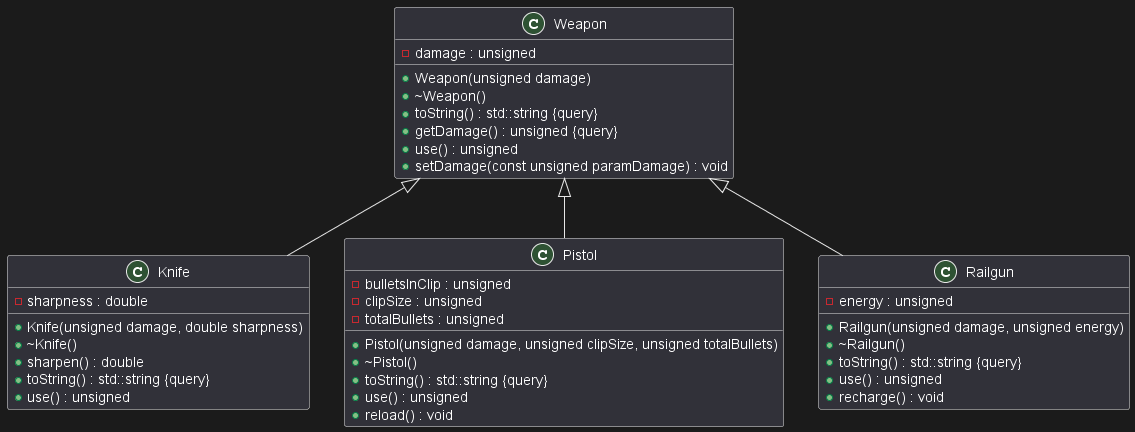 C Weapon
damage : unsigned
Weapon(unsigned damage)
~Weapon()
toString() : std::string {query}
getDamage() : unsigned {query}
use() : unsigned
setDamage(const unsigned paramDamage) : void
C Knife
sharpness : double
Knife(unsigned damage, double sharpness)
~Knife()
sharpen() : double
toString() : std::string {query}
use() : unsigned
C Pistol
bulletsInClip : unsigned
clipSize : unsigned
totalBullets : unsigned
Pistol(unsigned damage, unsigned clipSize, unsigned totalBullets)
~Pistol()
toString() : std::string {query}
use() : unsigned
reload() : void
C Railgun
energy : unsigned
Railgun(unsigned damage, unsigned energy)
~Railgun()
toString() : std::string {query}
use() : unsigned
recharge() : void